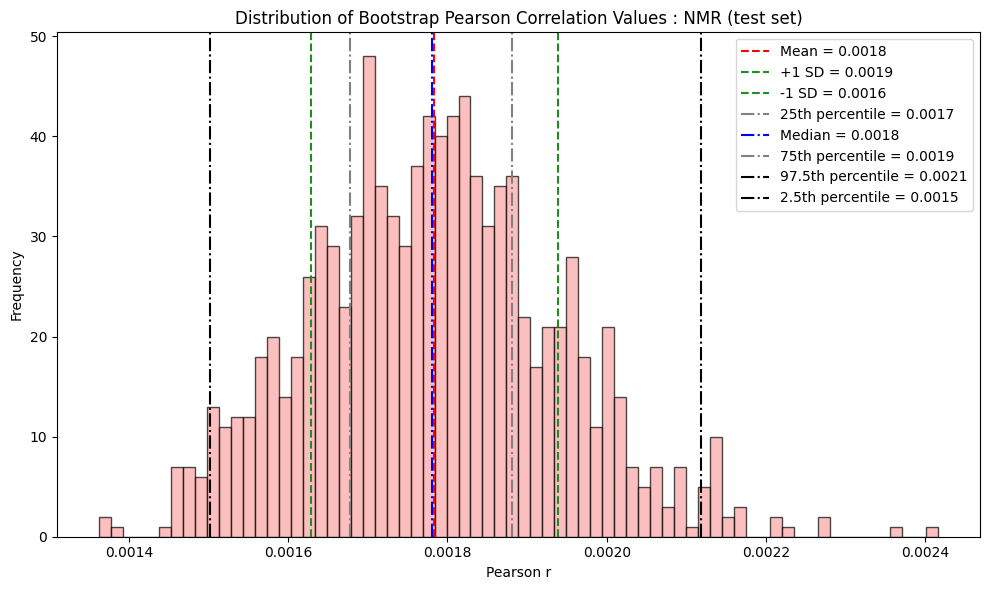 Distribution of Bootstrap Pearson Correlation Values : NMR (test set)
50
40
30
20
10
0
Frequency
Mean = 0.0018
+1 SD = 0.0019
-1 SD = 0.0016
25th percentile = 0.0017
Median = 0.0018
75th percentile = 0.0019
97.5th percentile = 0.0021
2.5th percentile = 0.0015
0.0014 0.0016 0.0018 0.0020 0.0022 0.0024
Pearson r